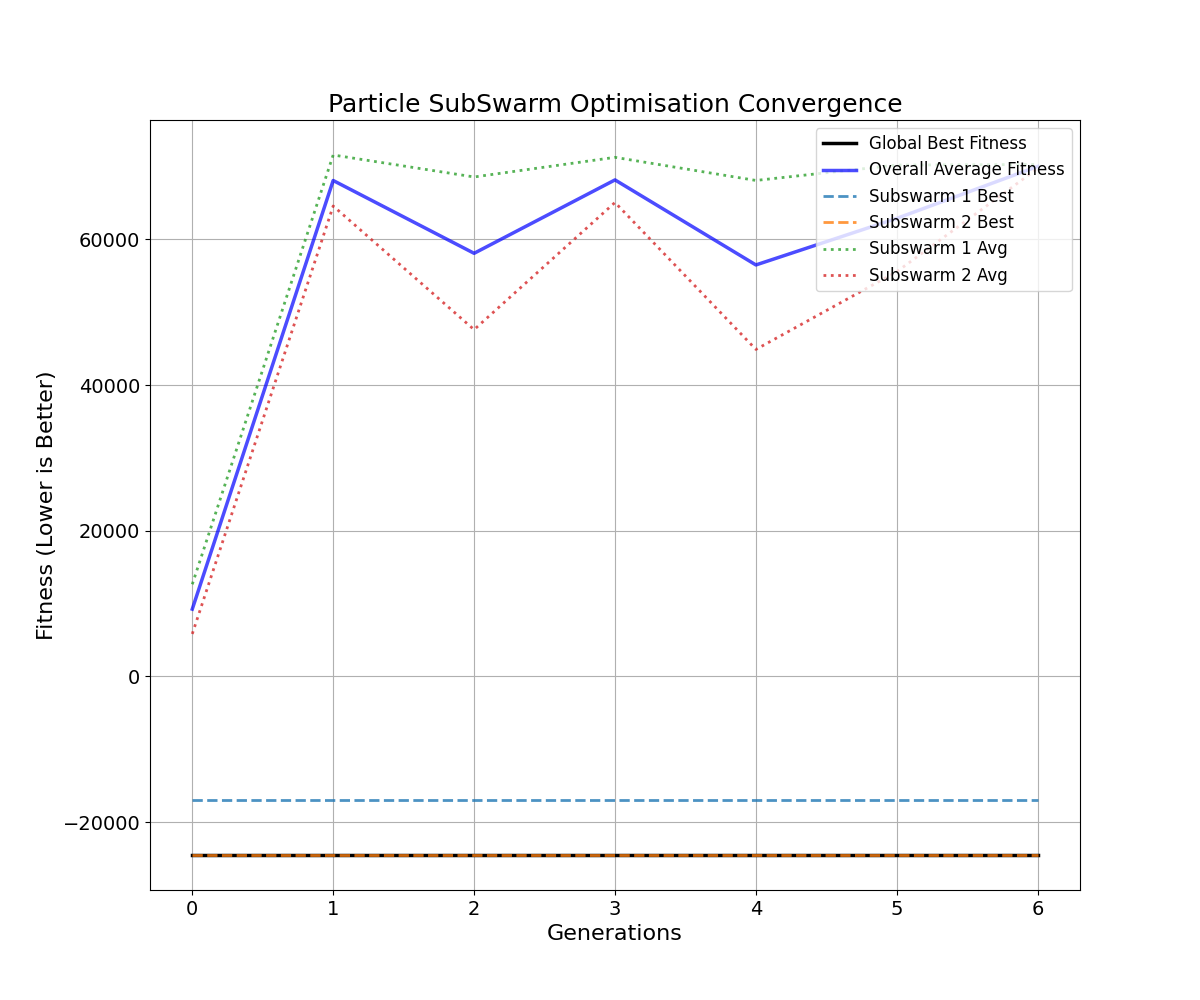 Particle SubSwarm Optimisation Convergence
Global Best Fitness
Overall Average Fitness
Subswarm 1 Best
Subswarm 2 Best
Subswarm 1 Avg
Subswarm 2 Avg
Fitness (Lower is Better)
60000
40000
20000
0
−20000
0 1 2 3 4 5 6
Generations